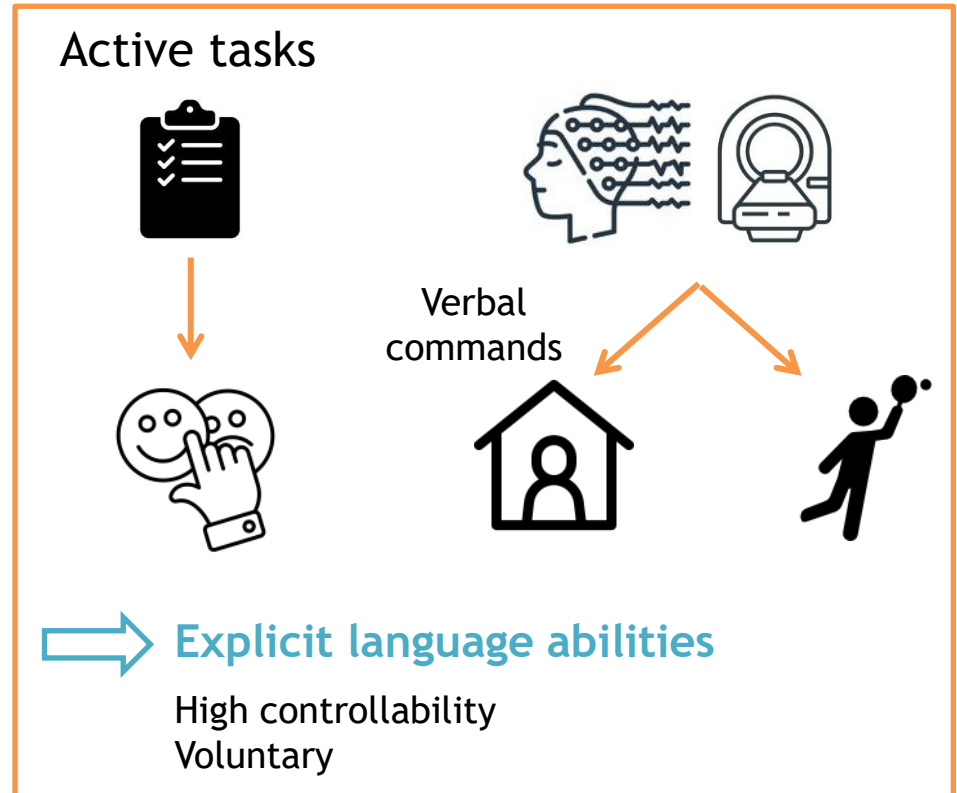 Active tasks
Verbal
commands
Explicit language abilities
High controllability
Voluntary